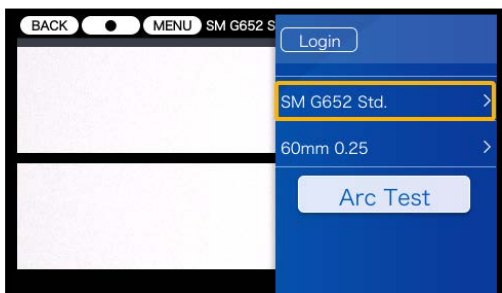 BACK ● MENU SM G652 S
Login
SM G652 Std. >
60mm 0.25 >
Arc Test